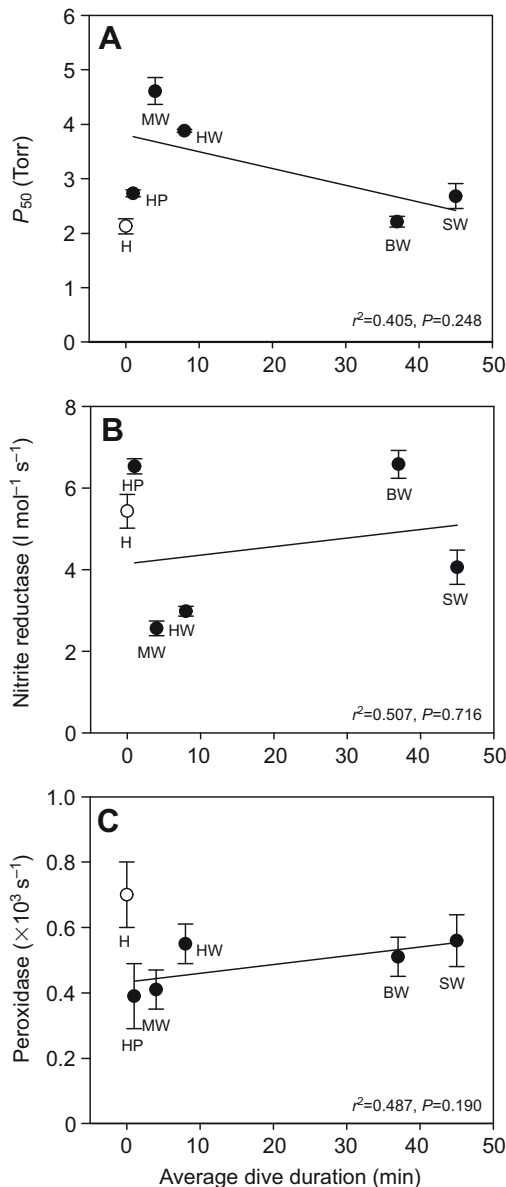 A
6
5
4
3
2
1
0
P50 (Torr)
MW
HW
HP
H
BW
SW
r2=0.405, P=0.248
0 10 20 30 40 50
B
8
6
4
2
0
Nitrite reductase (l mol−1 s−1)
HP
H
BW
SW
HW
MW
r2=0.507, P=0.716
0 10 20 30 40 50
C
1.0
0.8
0.6
0.4
0.2
0
Peroxidase (×10³ s−1)
H
HW
MW
HP
BW
SW
r2=0.487, P=0.190
0 10 20 30 40 50
Average dive duration (min)